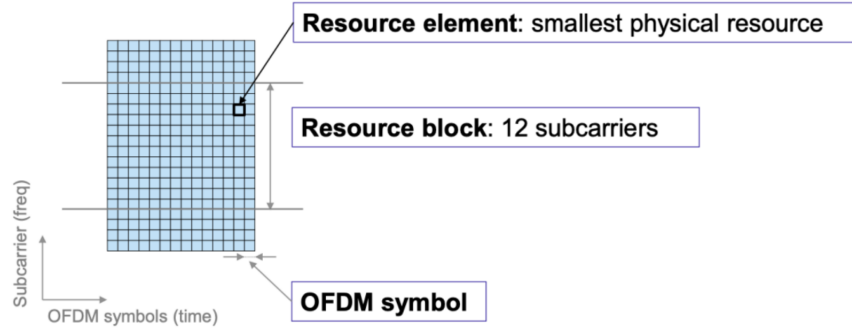 Resource element: smallest physical resource
Resource block: 12 subcarriers
Subcarrier (freq)
OFDM symbols (time)
OFDM symbol